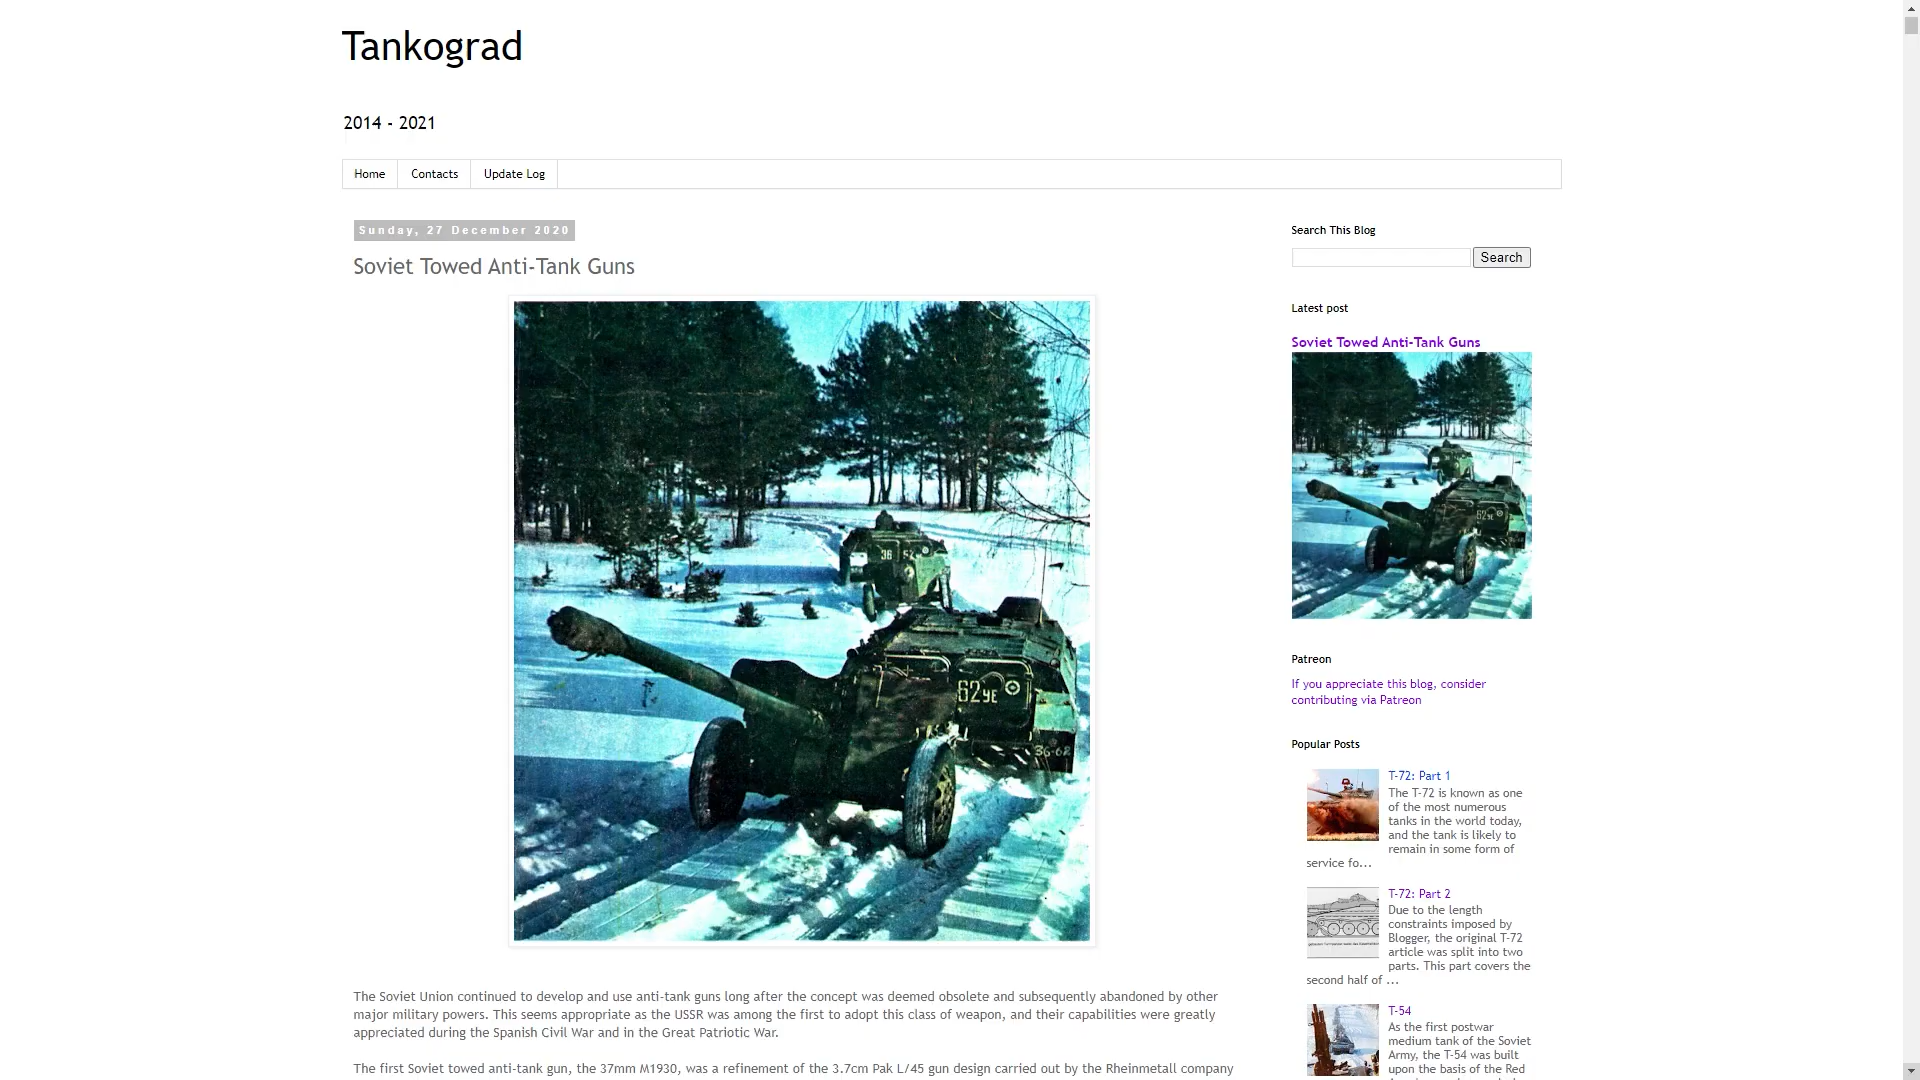 Tankograd
2014 - 2021
Home
Contacts
Update Log
Sunday, 27 December 2020
Soviet Towed Anti-Tank Guns
62 УЕ
36-62
The Soviet Union continued to develop and use anti-tank guns long after the concept was deemed obsolete and subsequently abandoned by other
major military powers. This seems appropriate as the USSR was among the first to adopt this class of weapon, and their capabilities were greatly
appreciated during the Spanish Civil War and in the Great Patriotic War.
The first Soviet towed anti-tank gun, the 37mm M1930, was a refinement of the 3.7cm Pak L/45 gun design carried out by the Rheinmetall company
Search This Blog
Search
Latest post
Soviet Towed Anti-Tank Guns
Patreon
If you appreciate this blog, consider
contributing via Patreon
Popular Posts
T-72: Part 1
The T-72 is known as one
of the most numerous
tanks in the world today,
and the tank is likely to
remain in some form of
service fo...
T-72: Part 2
Due to the length
constraints imposed by
Blogger, the original T-72
article was split into two
parts. This part covers the
second half of ...
T-54
As the first postwar
medium tank of the Soviet
Army, the T-54 was built
upon the basis of the Red